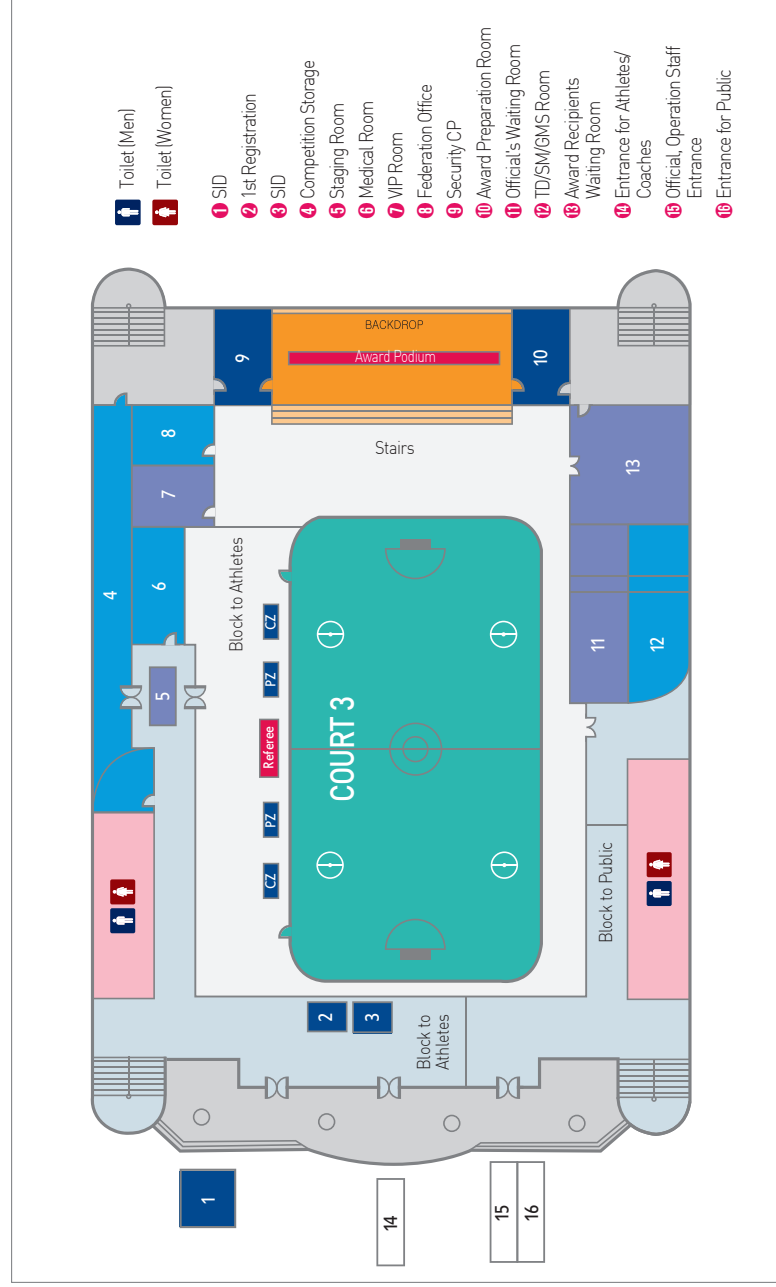 Toilet (Men)
Toilet (Women)
1 SID
2 1st Registration
3 SID
4 Competition Storage
5 Staging Room
6 Medical Room
7 VIP Room
8 Federation Office
9 Security CP
10 Award Preparation Room
11 Official's Waiting Room
12 TD/SM/GMS Room
13 Award Recipients
Waiting Room
14 Entrance for Athletes/
Coaches
15 Official, Operation Staff
Entrance
16 Entrance for Public
9
BACKDROP
Award Podium
10
Stairs
8
7
13
4
6
5
Block to Athletes
CZ
PZ
Referee
PZ
CZ
COURT 3
11
12
Block to Public
2
3
Block to
Athletes
1
14
15
16